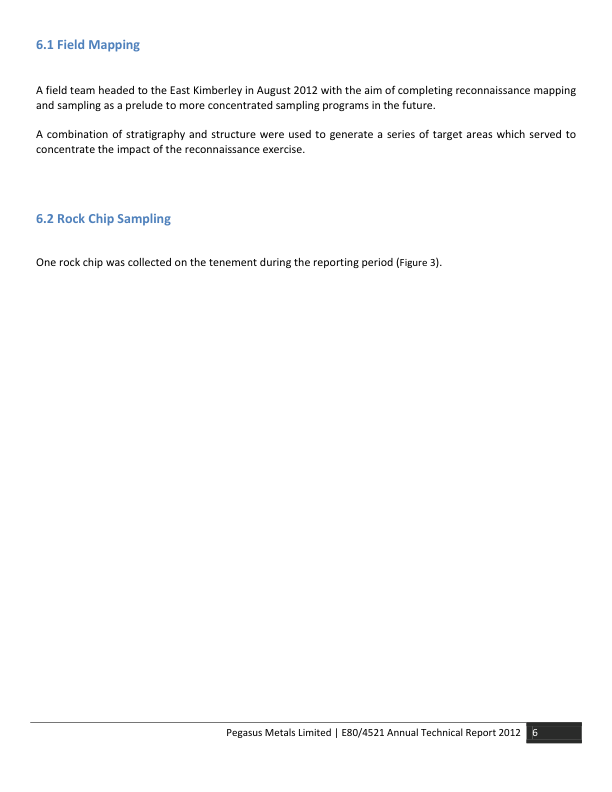 6.1 Field Mapping
A field team headed to the East Kimberley in August 2012 with the aim of completing reconnaissance mapping
and sampling as a prelude to more concentrated sampling programs in the future.
A combination of stratigraphy and structure were used to generate a series of target areas which served to
concentrate the impact of the reconnaissance exercise.
6.2 Rock Chip Sampling
One rock chip was collected on the tenement during the reporting period (Figure 3).
Pegasus Metals Limited | E80/4521 Annual Technical Report 2012 6